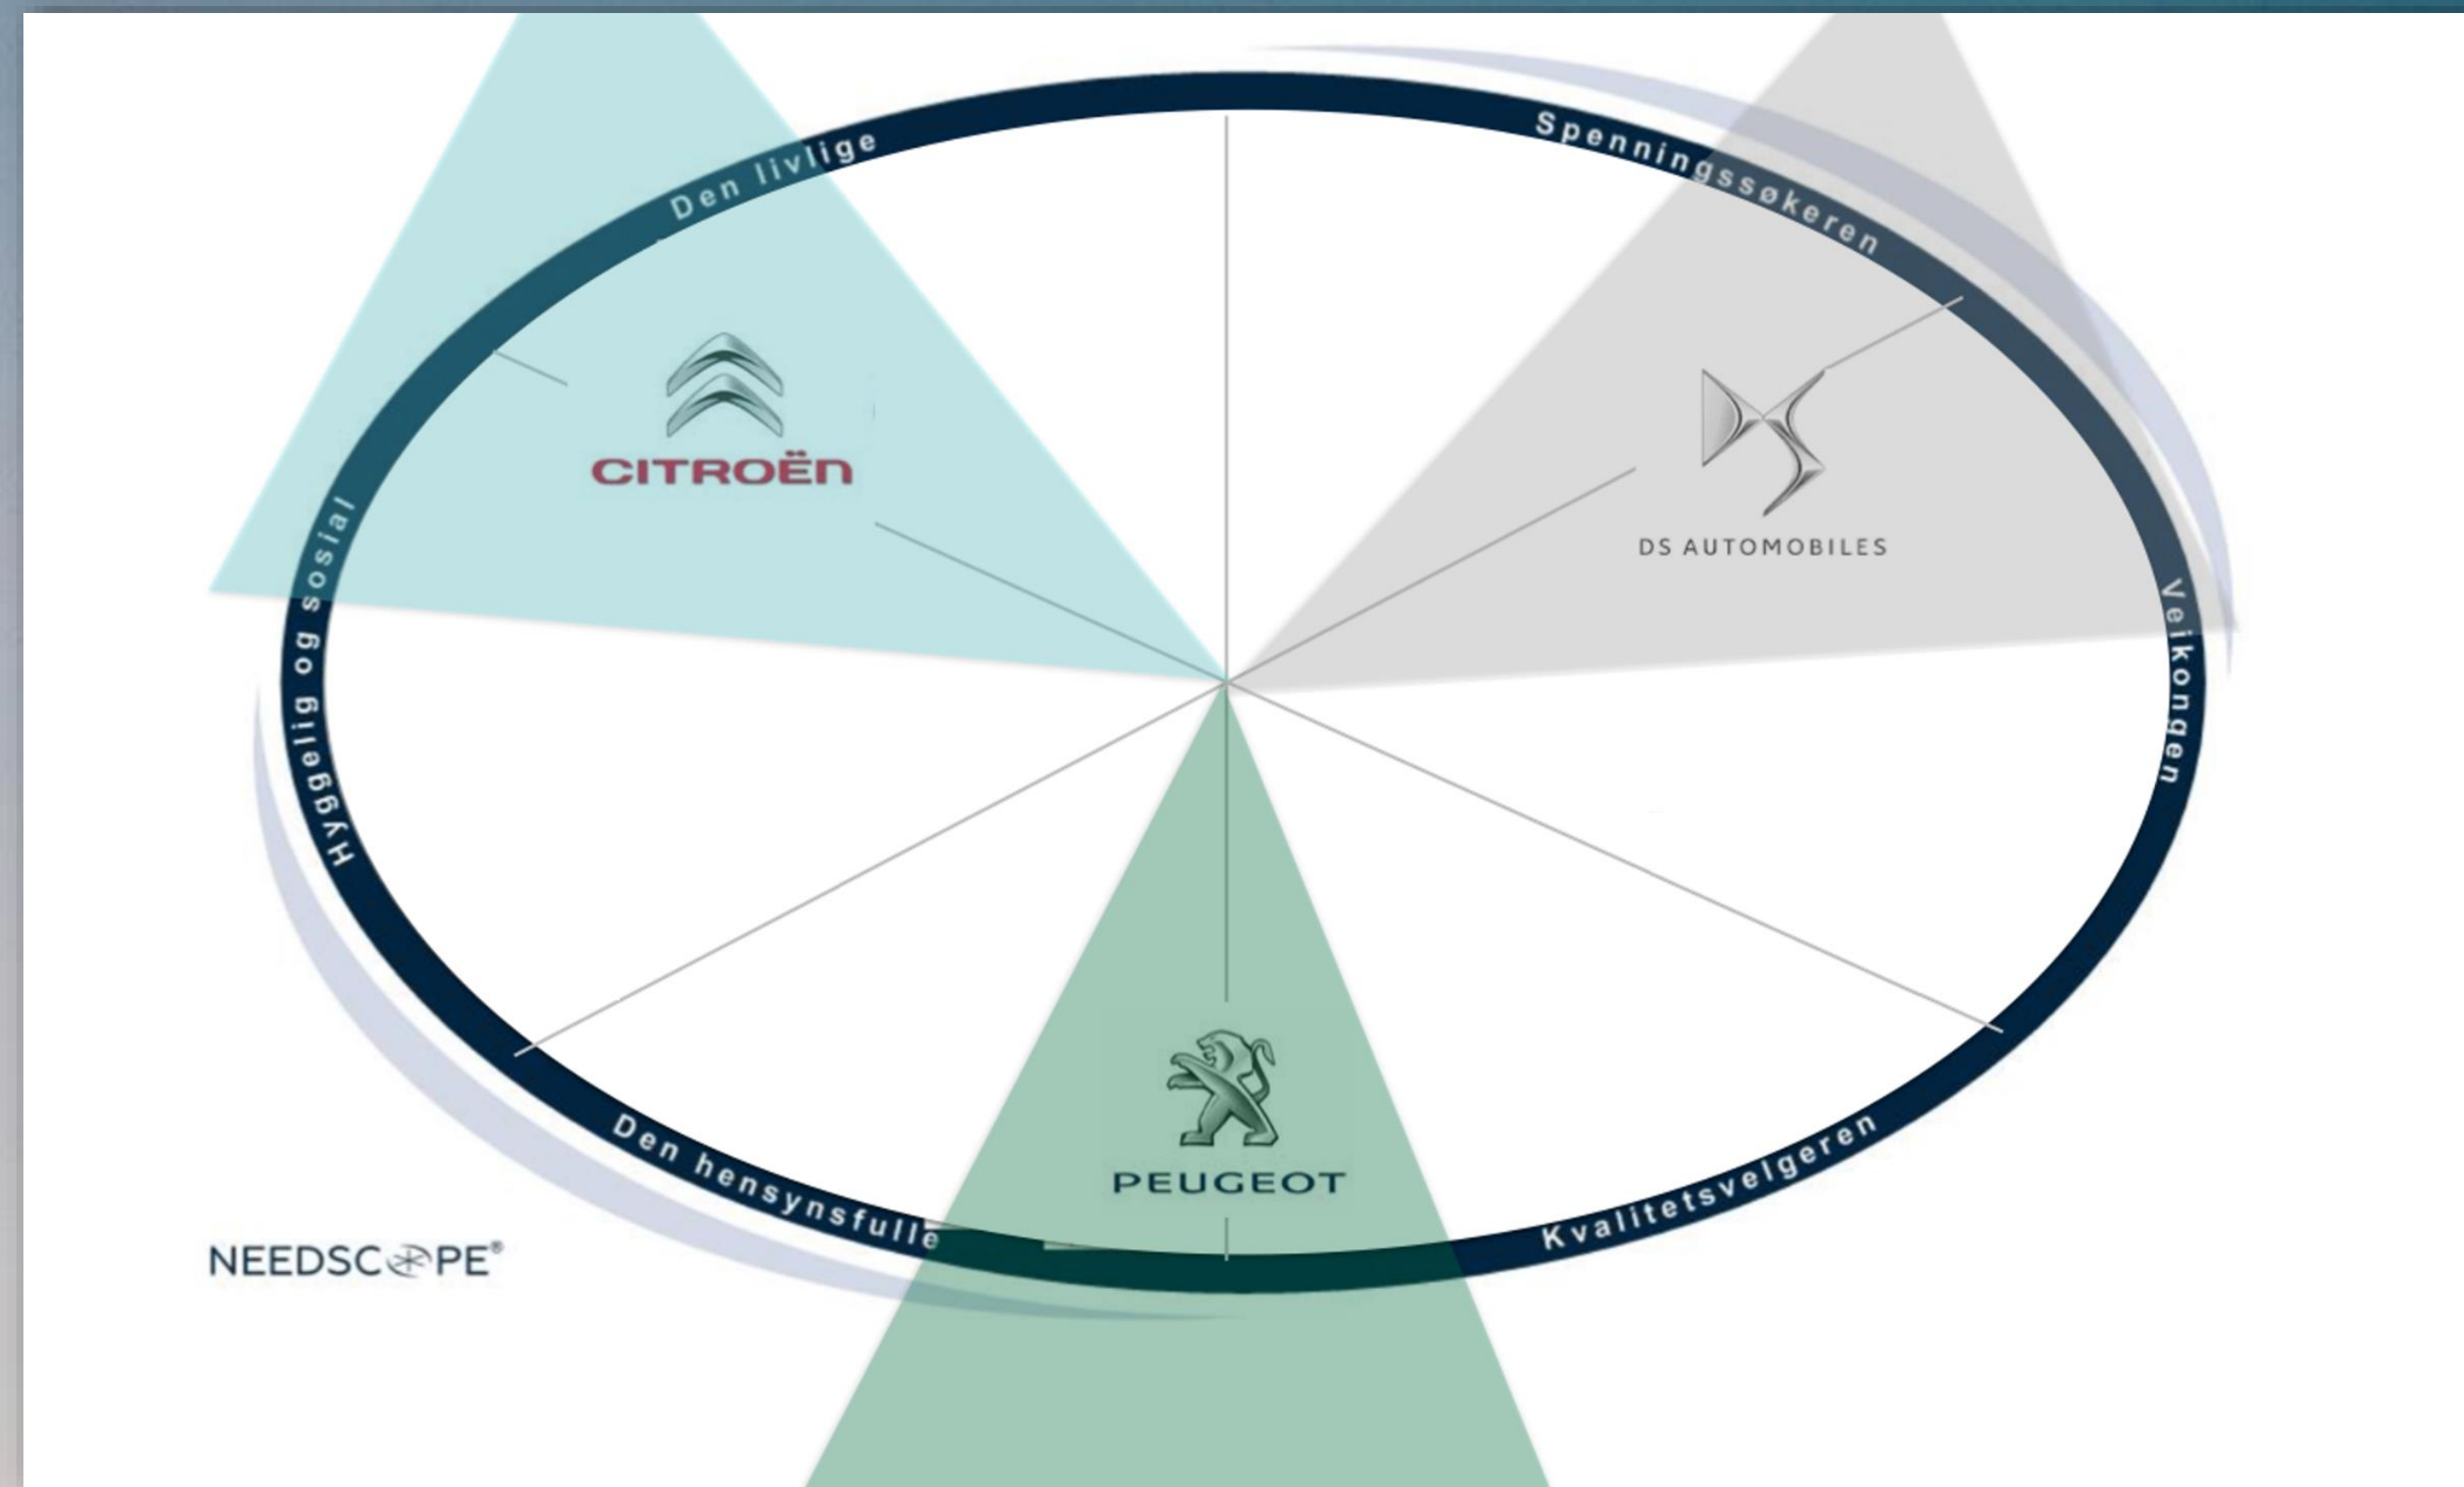 Den livlige
Spenningssøkeren
CITROËN
DS AUTOMOBILES
Hyggelig og sosial
Veikongen
PEUGEOT
Den hensynsfulle
Kvalitetsvelgeren
NEEDSCOPE®